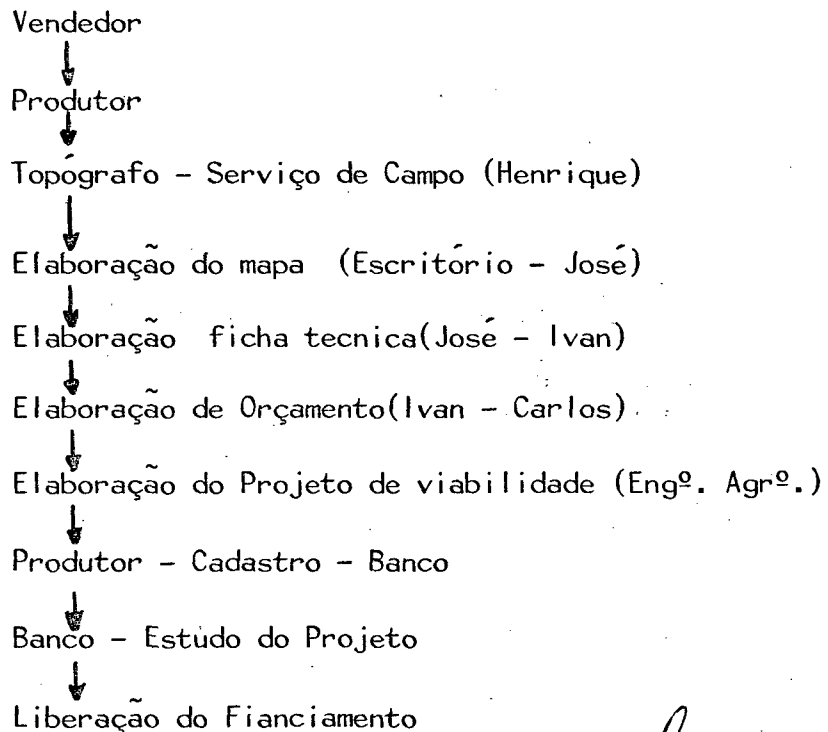 Vendedor
Produtor
Topógrafo - Serviço de Campo (Henrique)
Elaboração do mapa (Escritório - José)
Elaboração ficha tecnica(José - Ivan)
Elaboração de Orçamento(Ivan - Carlos)
Elaboração do Projeto de viabilidade (Engº. Agrº.)
Produtor - Cadastro - Banco
Banco - Estudo do Projeto
Liberação do Fianciamento